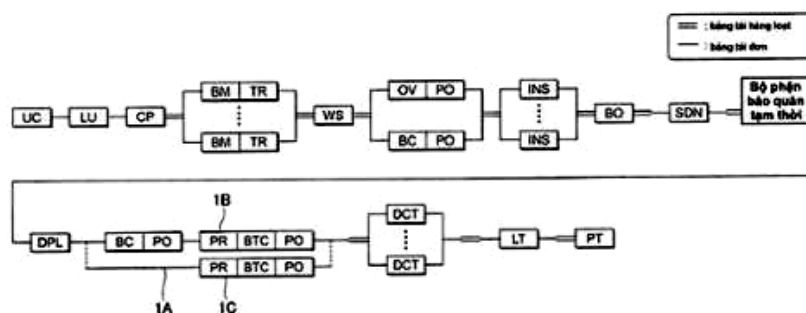 : băng tải hàng loạt
: băng tải đơn
UC LU CP
BM TR
BM TR
WS
OV PO
BC PO
INS
INS
BO SDN
Bộ phận
bảo quản
tạm thời
DPL
BC PO
1B
PR BTC PO
PR BTC PO
1A
1C
DCT
DCT
LT PT